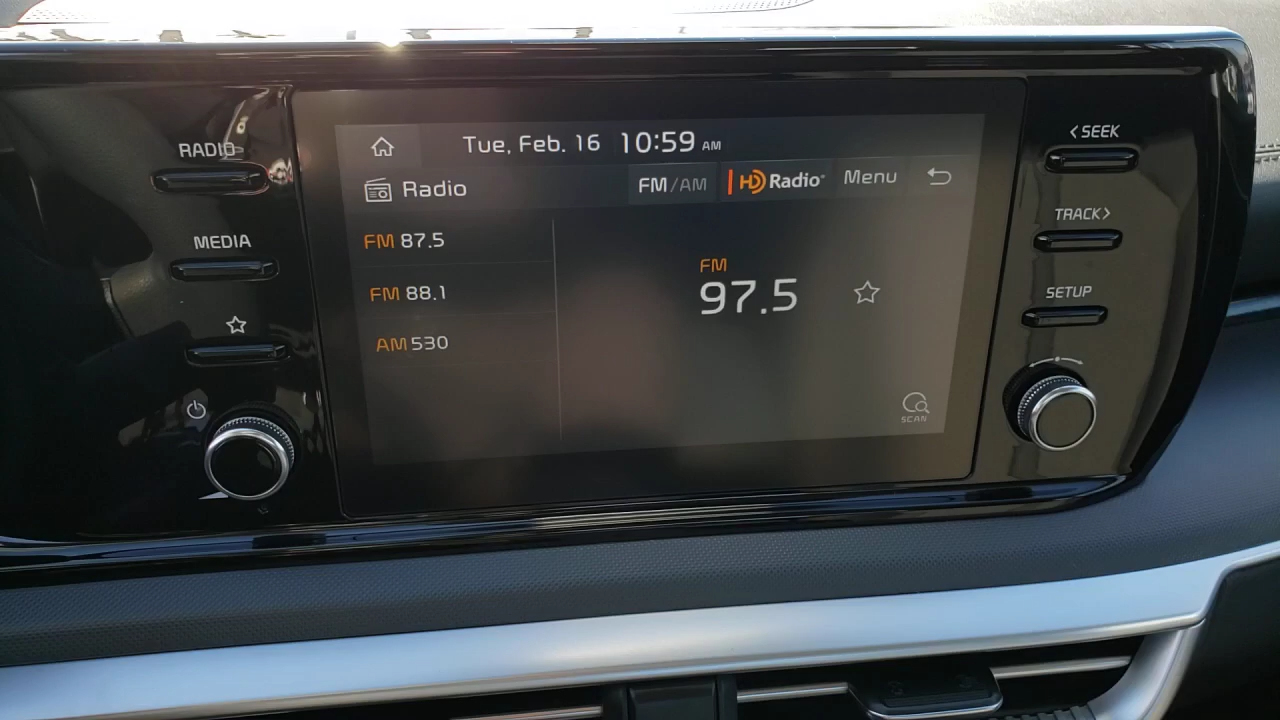 RADIO
MEDIA
Tue, Feb. 16 10:59 AM
Radio FM/AM HD Radio Menu
FM 87.5
FM 88.1
AM 530
FM
97.5
SCAN
<SEEK
TRACK>
SETUP